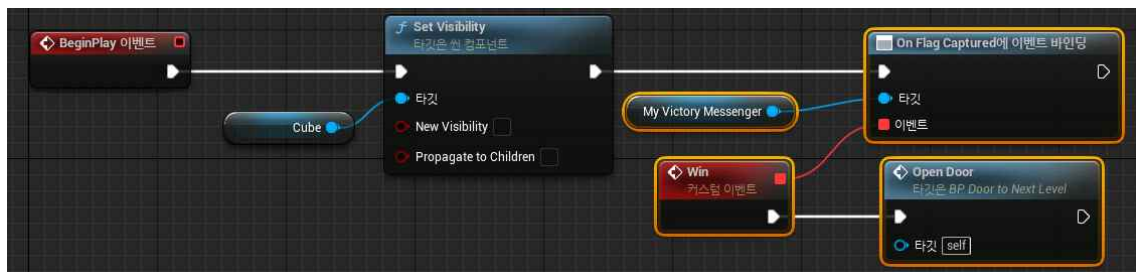 BeginPlay 이벤트
Set Visibility
타깃은 씬 컴포넌트
타깃
New Visibility
Propagate to Children
Cube
On Flag Captured에 이벤트 바인딩
타깃
이벤트
My Victory Messenger
Win
커스텀 이벤트
Open Door
타깃은 BP Door to Next Level
타깃 self